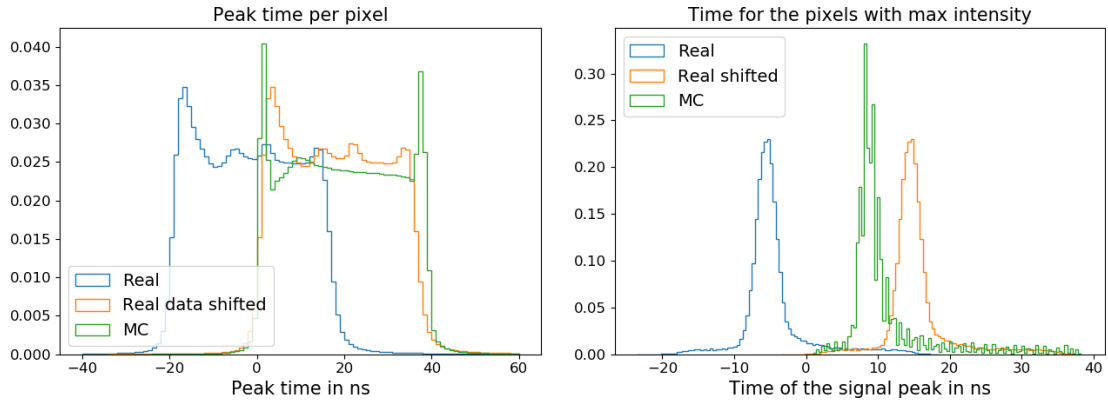 Peak time per pixel
0.040
0.035
0.030
0.025
0.020
0.015
0.010
0.005
0.000
Real
Real data shifted
MC
−40
−20
0
20
40
60
Peak time in ns
Time for the pixels with max intensity
0.30
0.25
0.20
0.15
0.10
0.05
0.00
Real
Real shifted
MC
−20
−10
0
10
20
30
40
Time of the signal peak in ns